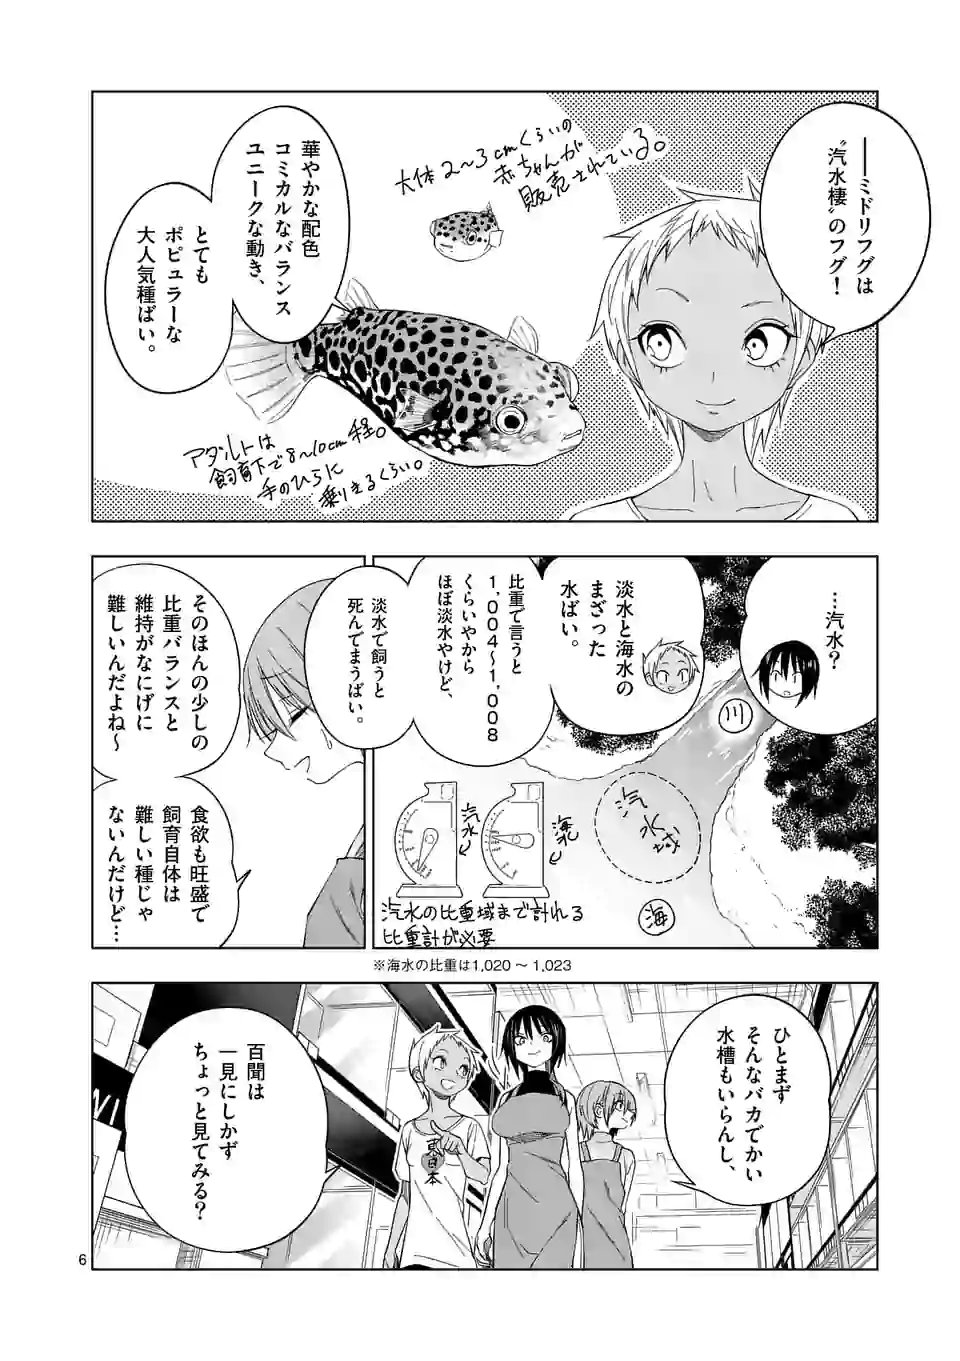 ――ミドリフグは
“汽水棲”のフグ！
大体2〜3cmくらいの
赤ちゃんが
販売されている。
華やかな配色
コミカルなバランス
ユニークな動き、
とても
ポピュラーな
大人気種ばい。
アダルトは
飼育下で8〜10cm程。
手のひらに
乗りえるくらい。
…汽水？
淡水と海水の
まざった
水ばい。
比重で言うと
1,004〜1,008
くらいやから
ほぼ淡水やけど、
淡水で飼うと
死んでまうばい。
川
汽水域
海
海水
汽水
汽水の比重域まで計れる
比重計が必要
※海水の比重は1,020 〜 1,023
そのほんの少しの
比重バランスと
維持がなにげに
難しいんだよね〜
食欲も旺盛で
飼育自体は
難しい種じゃ
ないんだけど…
ひとまず
そんなバカでかい
水槽もいらんし、
百聞は
一見にしかず
ちょっと見てみる？
6